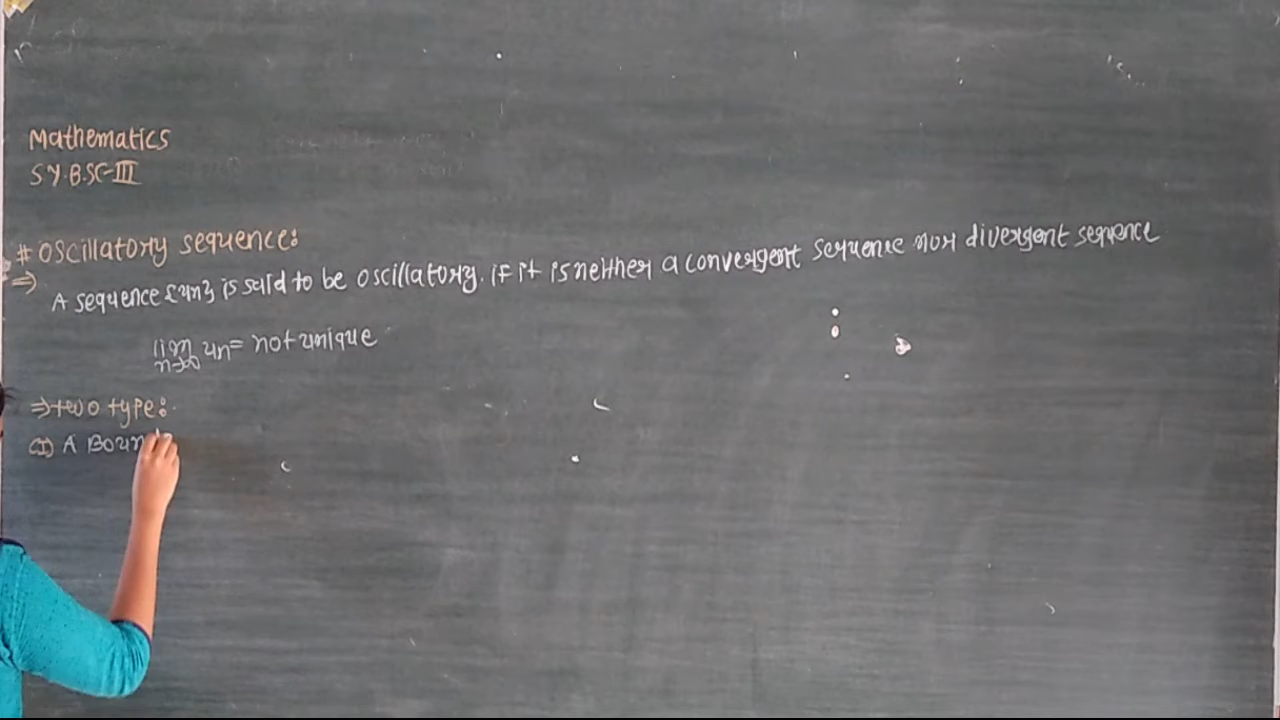 Mathematics
S.Y.B.SC-III
# Oscillatory sequence:
⇒ A sequence {un} is said to be oscillatory. if it is neither a convergent sequence nor divergent sequence
lim n→∞ un = not unique
⇒ two type:
(I) A Boun